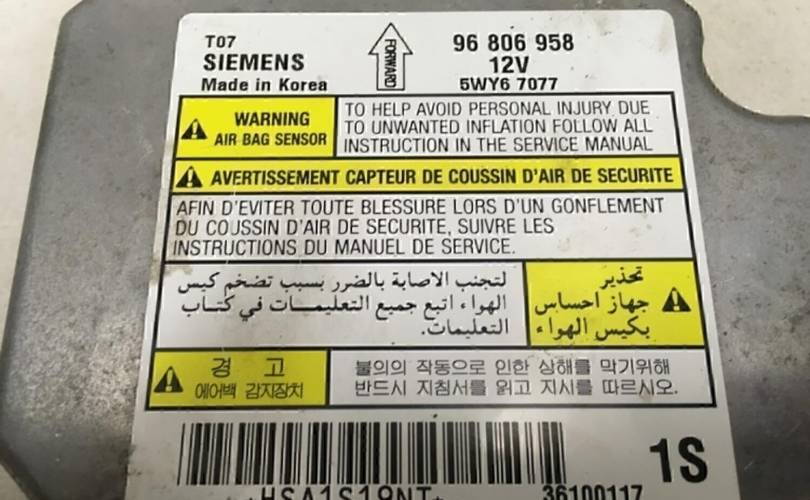 T07
SIEMENS
Made in Korea
FORWARD
96 806 958
12V
5WY6 7077
WARNING
AIR BAG SENSOR
TO HELP AVOID PERSONAL INJURY DUE
TO UNWANTED INFLATION FOLLOW ALL
INSTRUCTION IN THE SERVICE MANUAL
AVERTISSEMENT CAPTEUR DE COUSSIN D'AIR DE SECURITE
AFIN D'EVITER TOUTE BLESSURE LORS D'UN GONFLEMENT
DU COUSSIN D'AIR DE SECURITE, SUIVRE LES
INSTRUCTIONS DU MANUEL DE SERVICE.
تحذير
جهاز احساس
بكيس الهواء
لتجنب الاصابة بالضرر بسبب تضخم كيس
الهواء اتبع جميع التعليمـــات في كتــاب
التعليمات.
경 고
에어백 감지장치
불의의 작동으로 인한 상해를 막기위해
반드시 지침서를 읽고 지시를 따르시오.
1S
HSA1S19NT
36100117